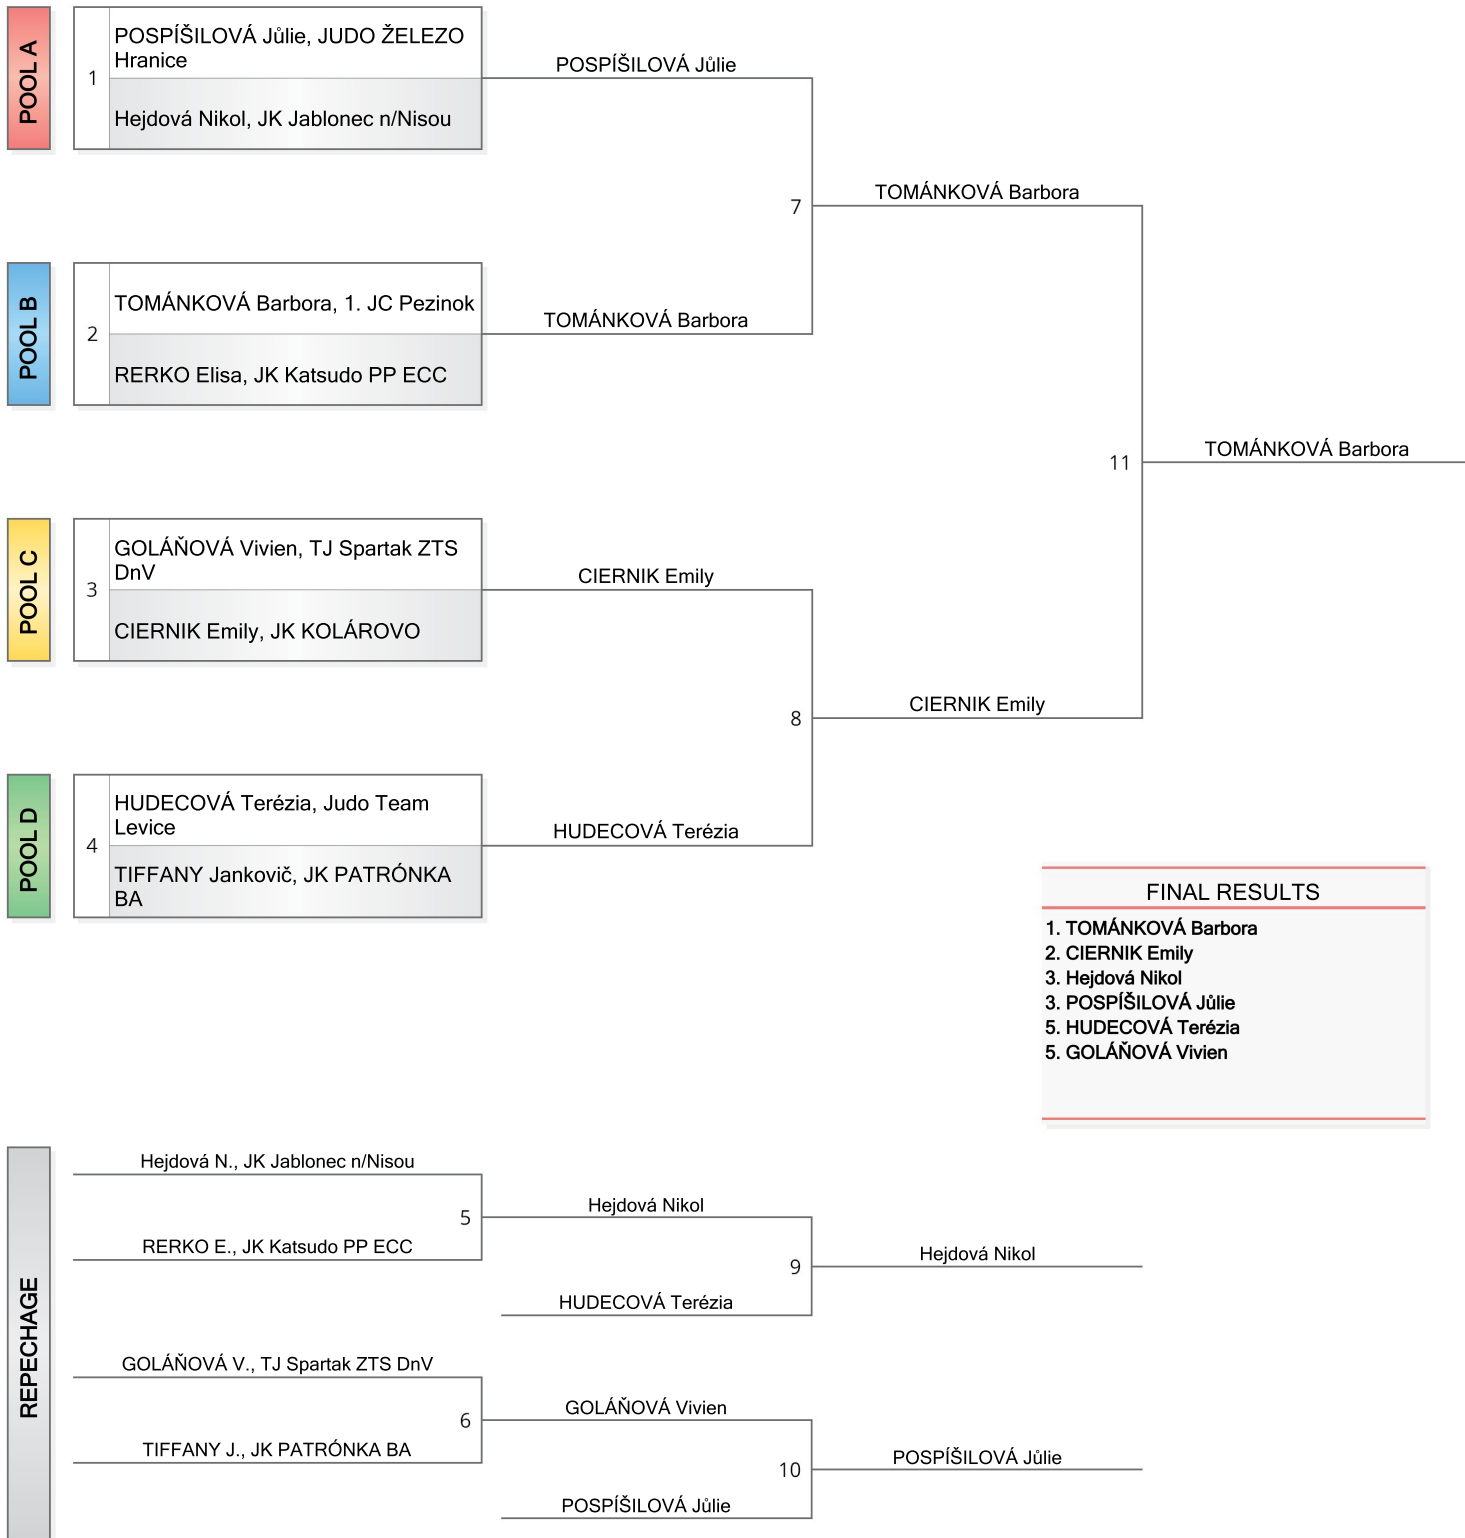 POOL A
1
POSPÍŠILOVÁ Jůlie, JUDO ŽELEZO
Hranice
Hejdová Nikol, JK Jablonec n/Nisou
POSPÍŠILOVÁ Jůlie
7
TOMÁNKOVÁ Barbora
POOL B
2
TOMÁNKOVÁ Barbora, 1. JC Pezinok
RERKO Elisa, JK Katsudo PP ECC
TOMÁNKOVÁ Barbora
11
TOMÁNKOVÁ Barbora
POOL C
3
GOLÁŇOVÁ Vivien, TJ Spartak ZTS
DnV
CIERNIK Emily, JK KOLÁROVO
CIERNIK Emily
8
CIERNIK Emily
POOL D
4
HUDECOVÁ Terézia, Judo Team
Levice
TIFFANY Jankovič, JK PATRÓNKA
BA
HUDECOVÁ Terézia
FINAL RESULTS
1. TOMÁNKOVÁ Barbora
2. CIERNIK Emily
3. Hejdová Nikol
3. POSPÍŠILOVÁ Jůlie
5. HUDECOVÁ Terézia
5. GOLÁŇOVÁ Vivien
REPECHAGE
Hejdová N., JK Jablonec n/Nisou
5
RERKO E., JK Katsudo PP ECC
Hejdová Nikol
9
HUDECOVÁ Terézia
Hejdová Nikol
GOLÁŇOVÁ V., TJ Spartak ZTS DnV
6
TIFFANY J., JK PATRÓNKA BA
GOLÁŇOVÁ Vivien
10
POSPÍŠILOVÁ Jůlie
POSPÍŠILOVÁ Jůlie